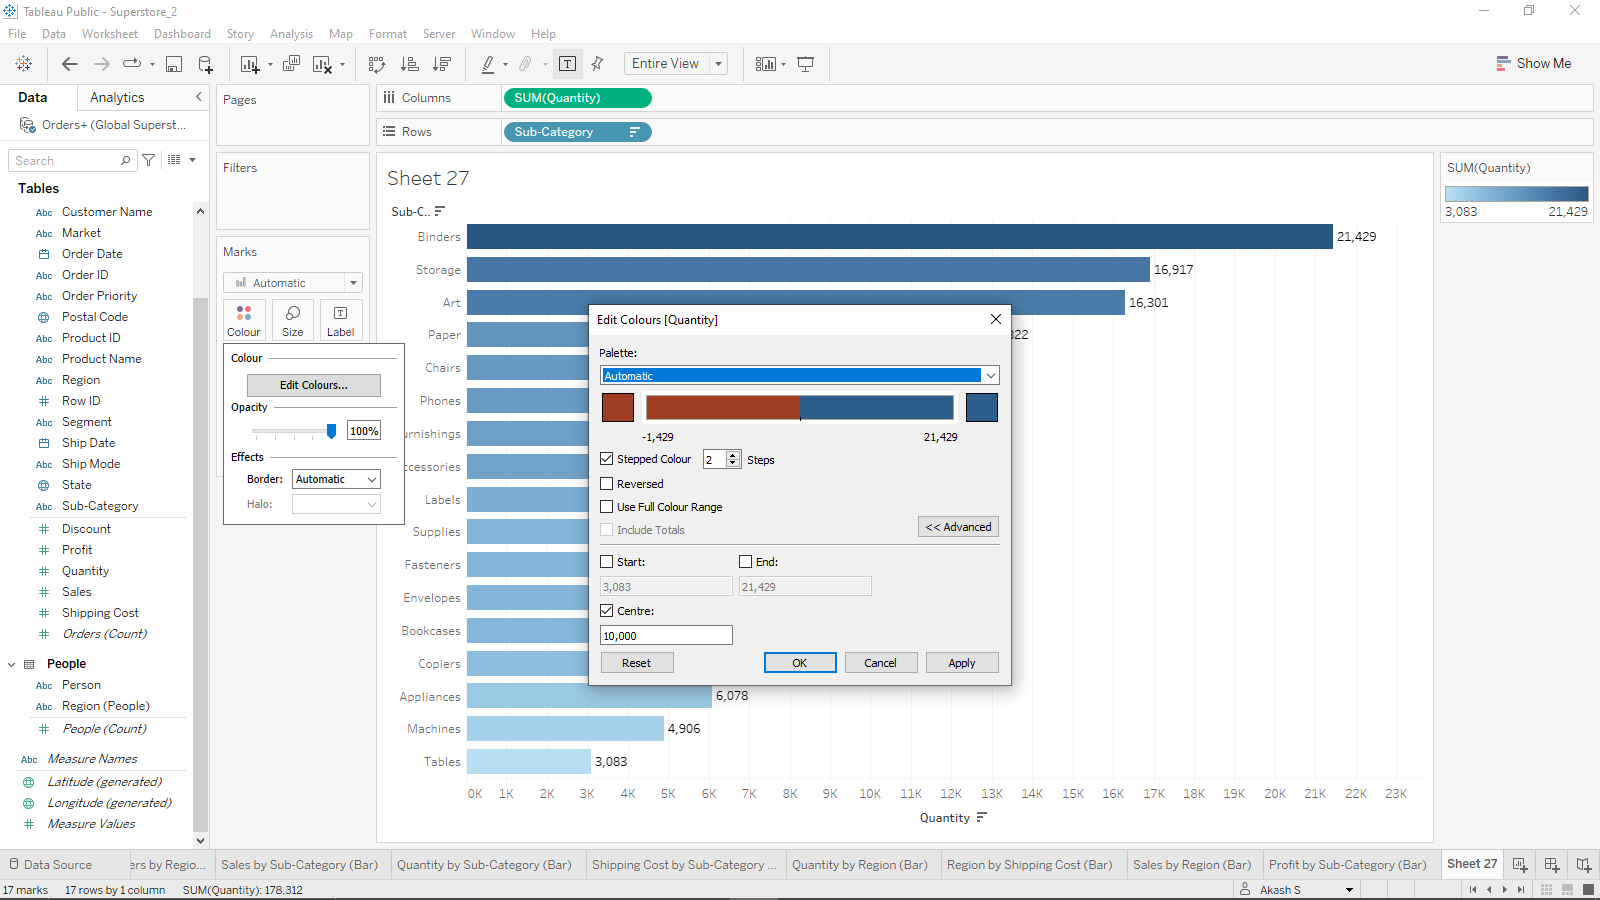 Tableau Public - Superstore_2
File Data Worksheet Dashboard Story Analysis Map Format Server Window Help
Entire View
Show Me
Data Analytics
Orders+ (Global Superst...
Search
Tables
Abc Customer Name
Abc Market
Order Date
Abc Order ID
Abc Order Priority
Postal Code
Abc Product ID
Abc Product Name
Abc Region
# Row ID
Abc Segment
Ship Date
Abc Ship Mode
State
Abc Sub-Category
# Discount
# Profit
# Quantity
# Sales
# Shipping Cost
# Orders (Count)
People
Abc Person
Abc Region (People)
# People (Count)
Abc Measure Names
Latitude (generated)
Longitude (generated)
# Measure Values
Pages
Filters
Marks
Automatic
Colour Size Label
Colour
Edit Colours...
Opacity
100%
Effects
Border: Automatic
Halo:
Columns SUM(Quantity)
Rows Sub-Category
Sheet 27
Sub-C..
Binders 21,429
Storage 16,917
Art 16,301
Paper 322
Chairs
Phones
urnishings
ccessories
Labels
Supplies
Fasteners
Envelopes
Bookcases
Copiers
Appliances 6,078
Machines 4,906
Tables 3,083
0K 1K 2K 3K 4K 5K 6K 7K 8K 9K 10K 11K 12K 13K 14K 15K 16K 17K 18K 19K 20K 21K 22K 23K
Quantity
Edit Colours [Quantity]
Palette:
Automatic
-1,429 21,429
Stepped Colour 2 Steps
Reversed
Use Full Colour Range
Include Totals
<< Advanced
Start: End:
3,083 21,429
Centre:
10,000
Reset OK Cancel Apply
SUM(Quantity)
3,083 21,429
Data Source ers by Regio... Sales by Sub-Category (Bar) Quantity by Sub-Category (Bar) Shipping Cost by Sub-Category ... Quantity by Region (Bar) Region by Shipping Cost (Bar) Sales by Region (Bar) Profit by Sub-Category (Bar) Sheet 27
17 marks 17 rows by 1 column SUM(Quantity): 178,312
Akash S